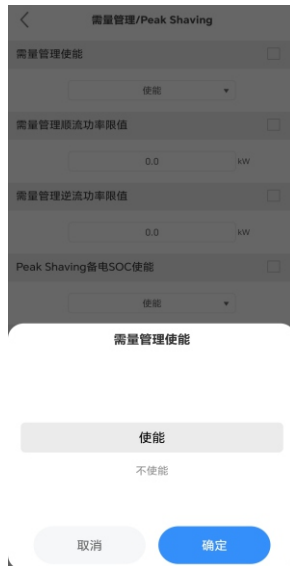 需量管理/Peak Shaving
需量管理使能
使能
需量管理顺流功率限值
0.0 kW
需量管理逆流功率限值
0.0 kW
Peak Shaving备电SOC使能
使能
需量管理使能
使能
不使能
取消 确定